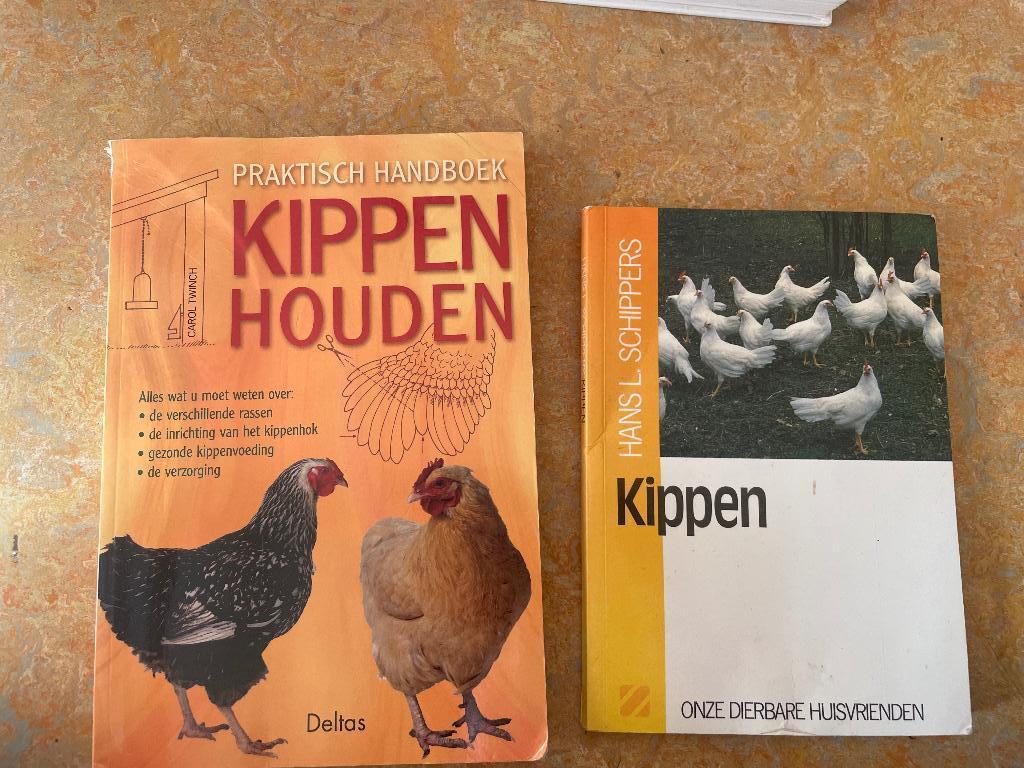 PRAKTISCH HANDBOEK
KIPPEN
HOUDEN
CAROL TWINCH
Alles wat u moet weten over:
• de verschillende rassen
• de inrichting van het kippenhok
• gezonde kippenvoeding
• de verzorging
Deltas
HANS L. SCHIPPERS
Kippen
ONZE DIERBARE HUISVRIENDEN